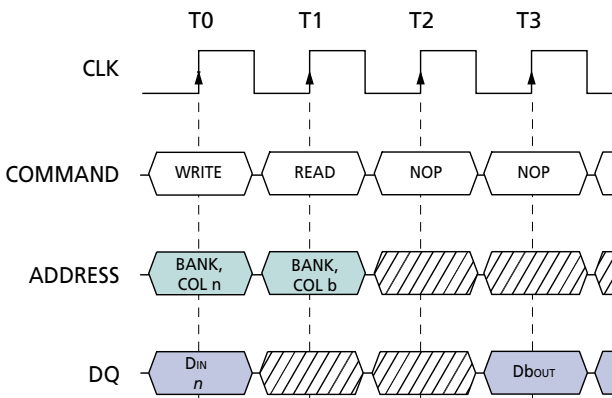 T0 T1 T2 T3
CLK
COMMAND WRITE READ NOP NOP
ADDRESS BANK, COL n BANK, COL b
DQ DIN n DbOUT